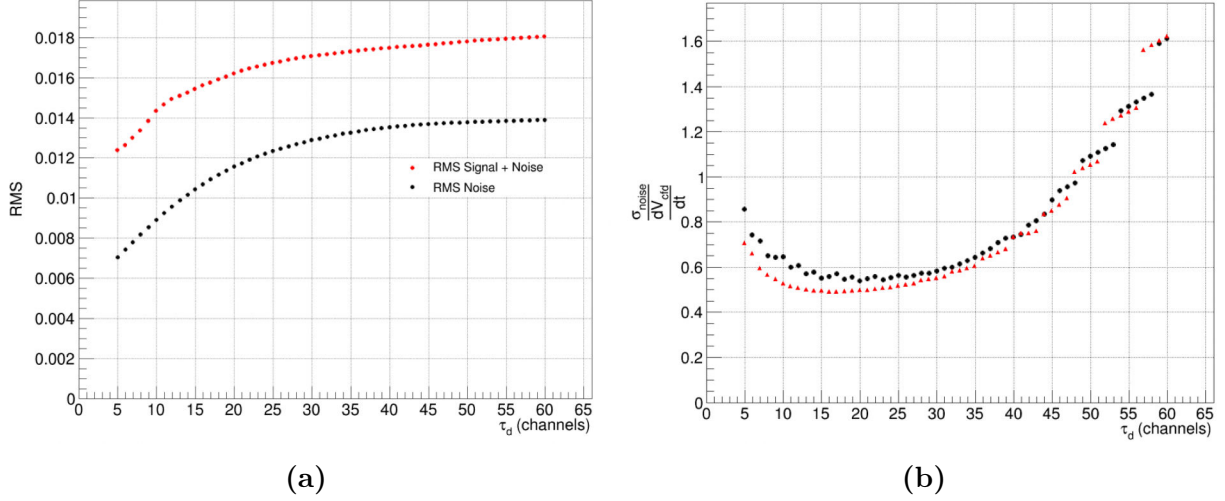 RMS
0.018
0.016
0.014
0.012
0.01
0.008
0.006
0.004
0.002
0
RMS Signal + Noise
RMS Noise
0 5 10 15 20 25 30 35 40 45 50 55 60 65
τd (channels)
(a)
σnoise
dVcfd
dt
1.6
1.4
1.2
1
0.8
0.6
0.4
0.2
0
0 5 10 15 20 25 30 35 40 45 50 55 60 65
τd (channels)
(b)